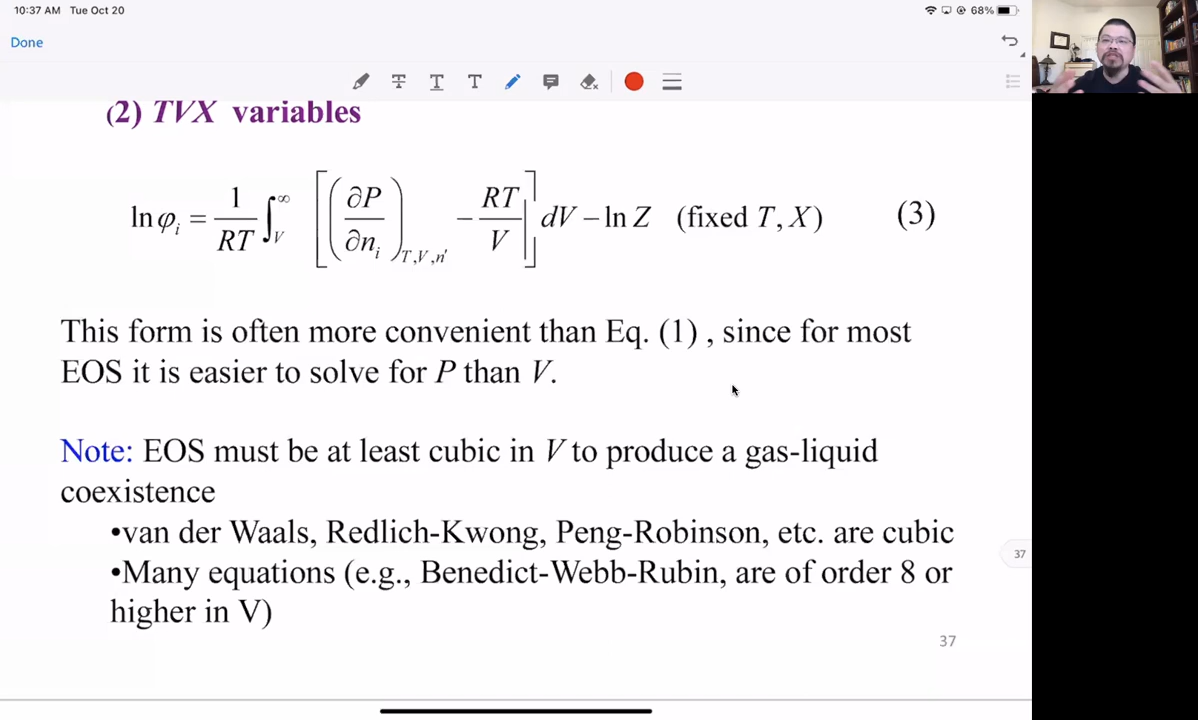 10:37 AM Tue Oct 20
68%
Done
(2) TVX variables
ln φ_i = \frac{1}{RT} \int_V^∞ [ ( \frac{∂P}{∂n_i} )_{T,V,n'} − \frac{RT}{V} ] dV − ln Z (fixed T, X) (3)
This form is often more convenient than Eq. (1) , since for most
EOS it is easier to solve for P than V.
Note: EOS must be at least cubic in V to produce a gas-liquid
coexistence
•van der Waals, Redlich-Kwong, Peng-Robinson, etc. are cubic
•Many equations (e.g., Benedict-Webb-Rubin, are of order 8 or
higher in V)
37
37